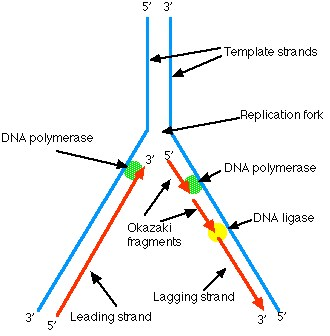 5' 3'
Template strands
Replication fork
DNA polymerase
3' 5'
DNA polymerase
DNA ligase
Okazaki
fragments
Lagging strand
Leading strand
3' 5' 3' 5'